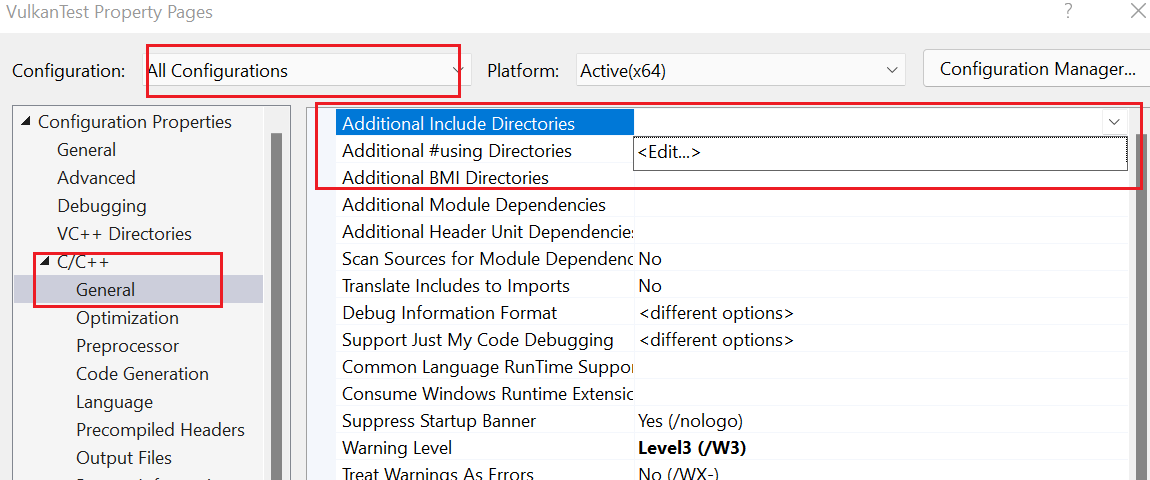 VulkanTest Property Pages
?
Configuration: All Configurations Platform: Active(x64) Configuration Manager...
Configuration Properties
General
Advanced
Debugging
VC++ Directories
C/C++
General
Optimization
Preprocessor
Code Generation
Language
Precompiled Headers
Output Files
Additional Include Directories
Additional #using Directories <Edit...>
Additional BMI Directories
Additional Module Dependencies
Additional Header Unit Dependencies
Scan Sources for Module Dependenc No
Translate Includes to Imports No
Debug Information Format <different options>
Support Just My Code Debugging <different options>
Common Language RunTime Suppor
Consume Windows Runtime Extensic
Suppress Startup Banner Yes (/nologo)
Warning Level Level3 (/W3)
Treat Warnings As Errors No (/WX-)